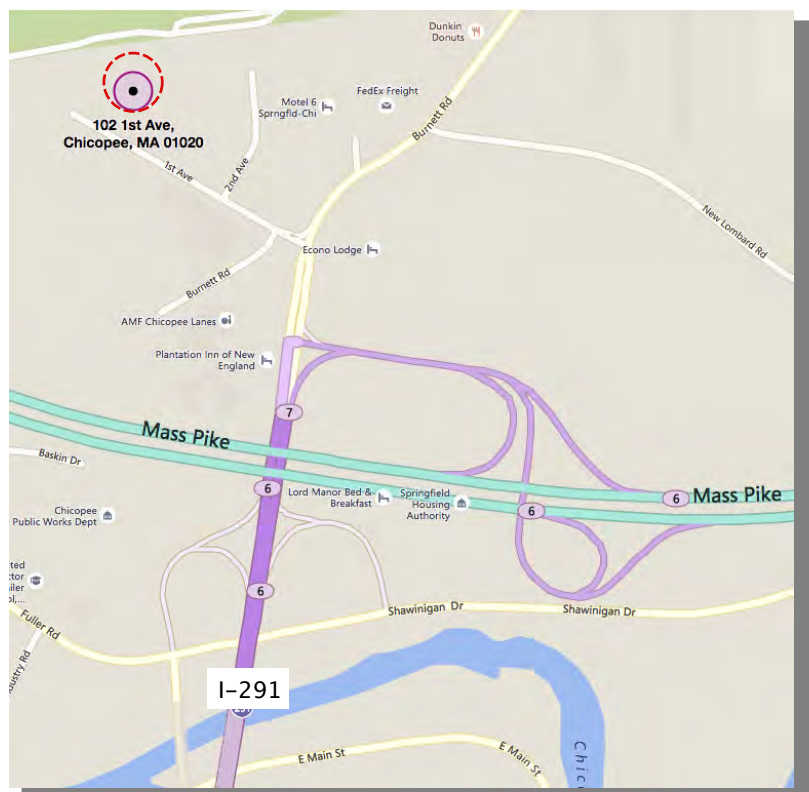 Dunkin
Donuts
FedEx Freight
Motel 6
Sprngfld-Chi
Burnett Rd
102 1st Ave,
Chicopee, MA 01020
1st Ave
2nd Ave
New Lombard Rd
Econo Lodge
Burnett Rd
AMF Chicopee Lanes
Plantation Inn of New
England
7
Mass Pike
Baskin Dr
6
Lord Manor Bed &
Breakfast
Springfield
Housing
Authority
6
Mass Pike
6
Chicopee
Public Works Dept
6
Shawinigan Dr
Shawinigan Dr
Fuller Rd
I-291
E Main St
E Main St